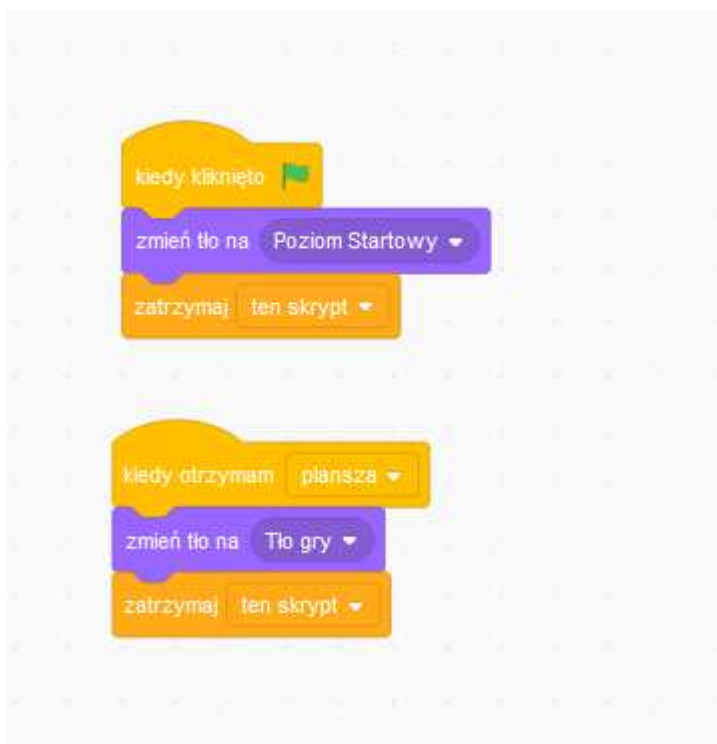 kiedy kliknięto
zmień tło na Poziom Startowy
zatrzymaj ten skrypt
kiedy otrzymam plansza
zmień tło na Tło gry
zatrzymaj ten skrypt